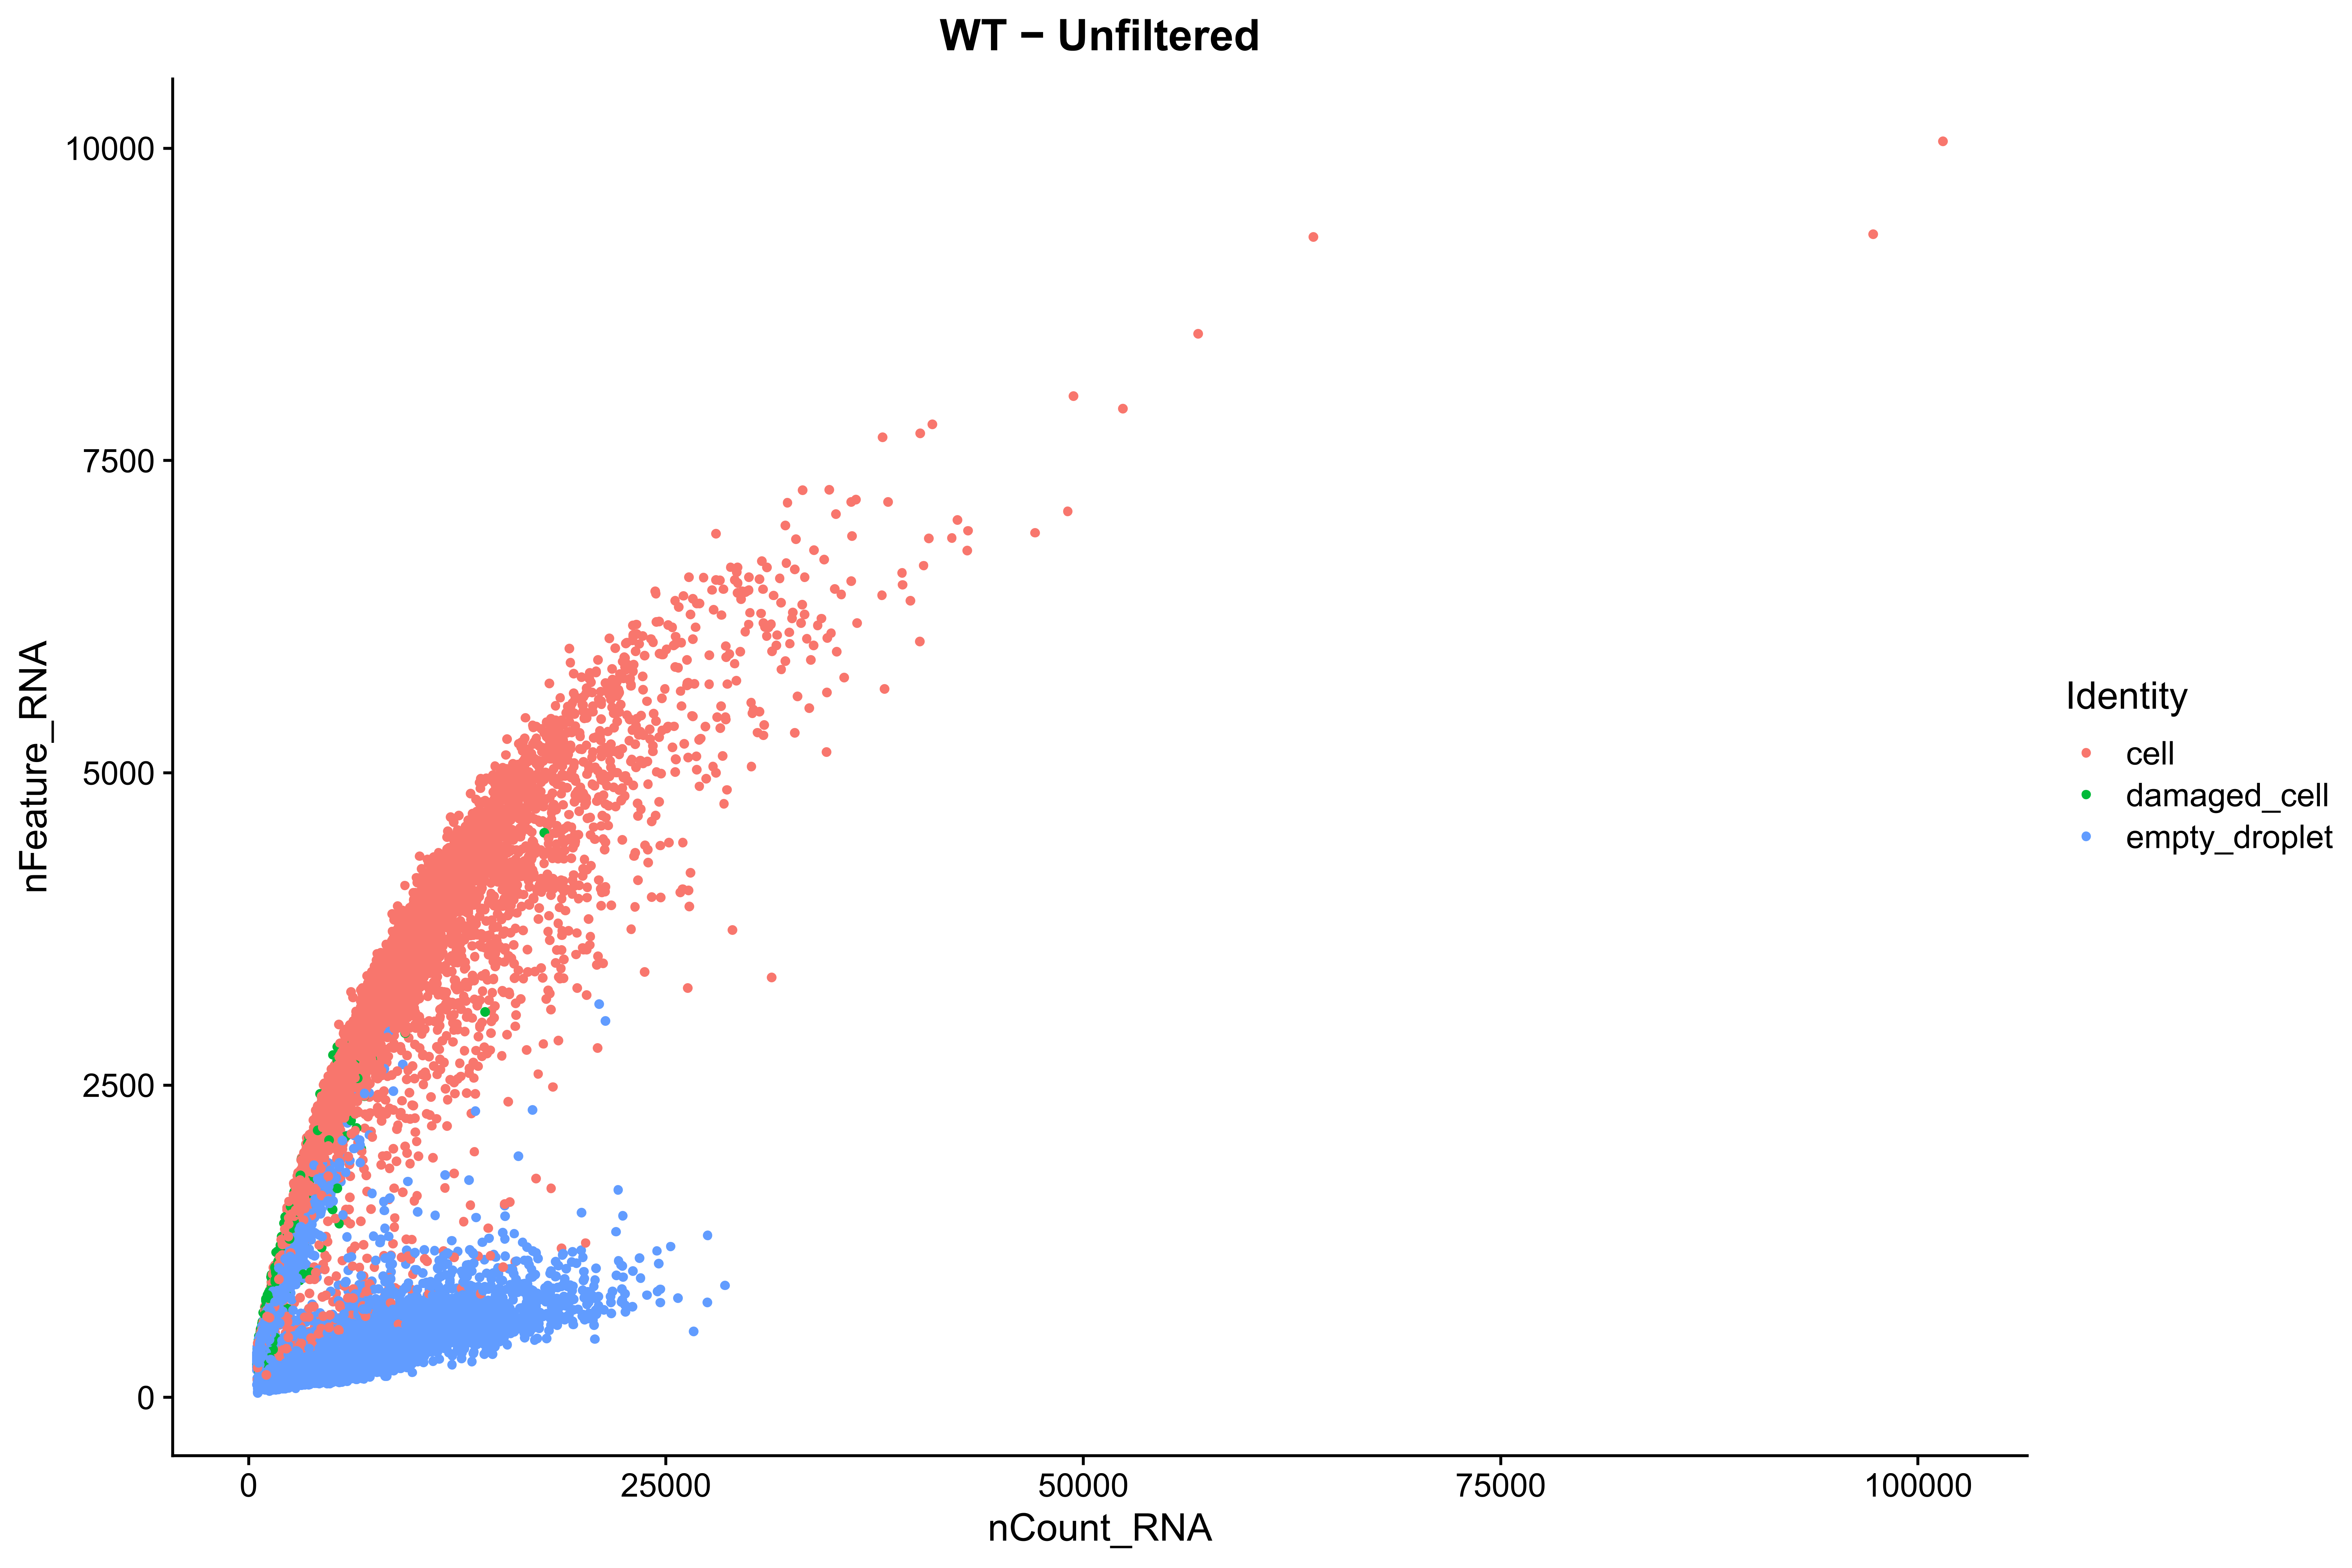 WT − Unfiltered
10000
7500
5000
2500
0
nFeature_RNA
0 25000 50000 75000 100000
nCount_RNA
Identity
cell
damaged_cell
empty_droplet